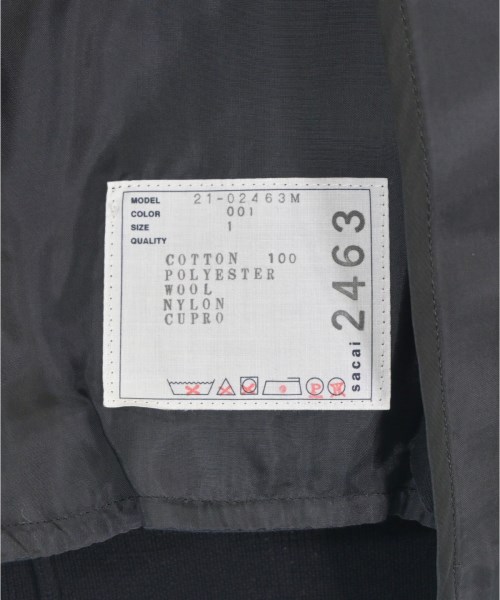 MODEL 21-02463M
COLOR 001
SIZE 1
QUALITY
COTTON 100
POLYESTER
WOOL
NYLON
CUPRO
sacai 2463
P W